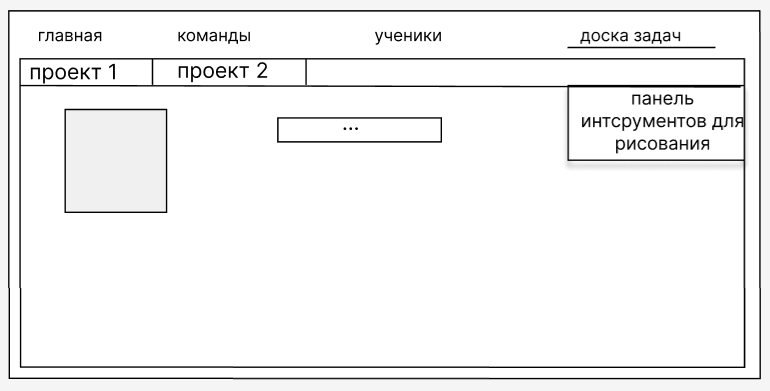 главная команды ученики доска задач
проект 1 проект 2
панель
интсрументов для
рисования
...